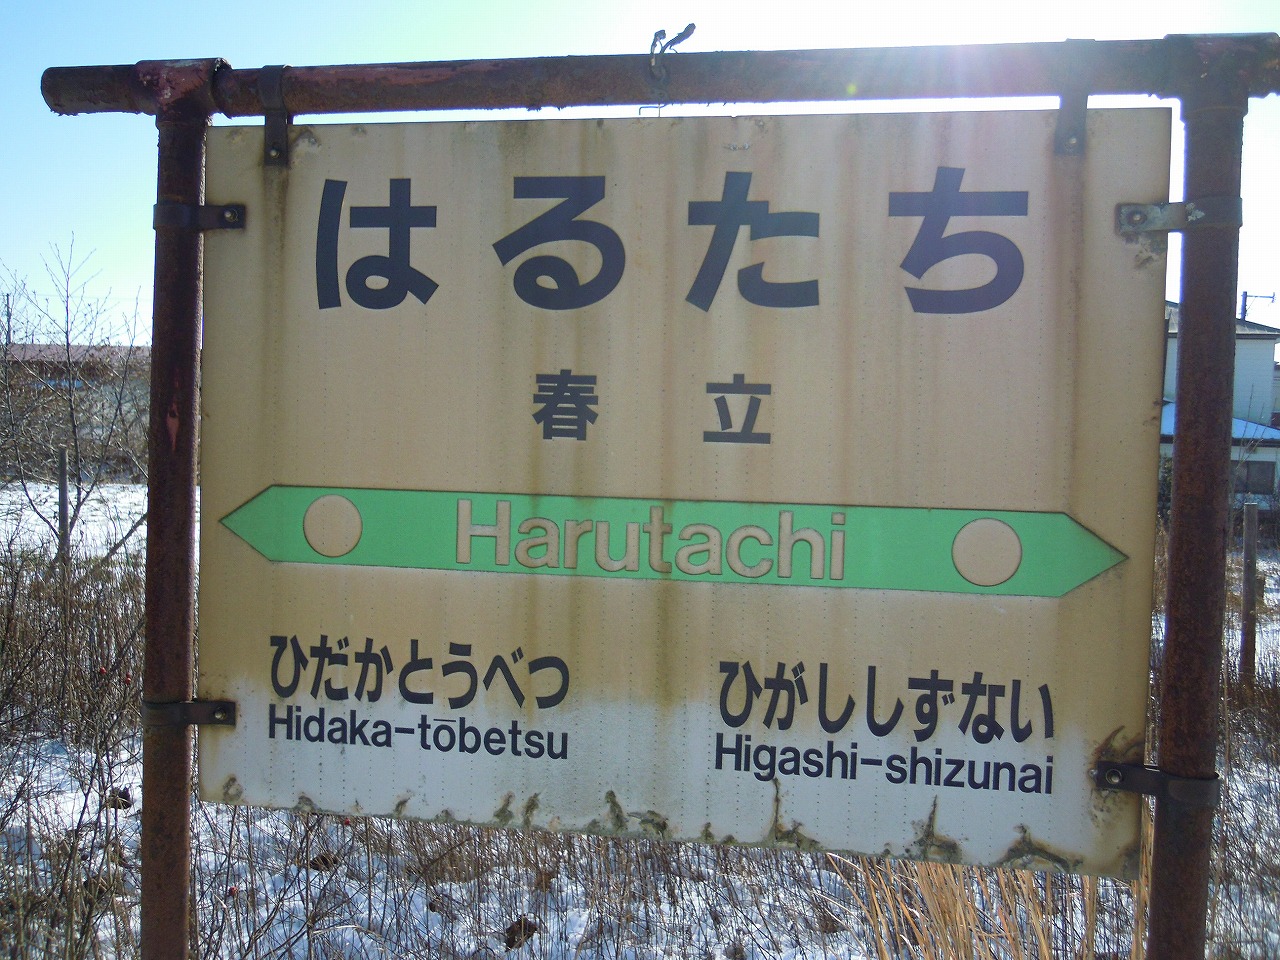 はるたち
春立
Harutachi
ひだかとうべつ
Hidaka-tōbetsu
ひがししずない
Higashi-shizunai